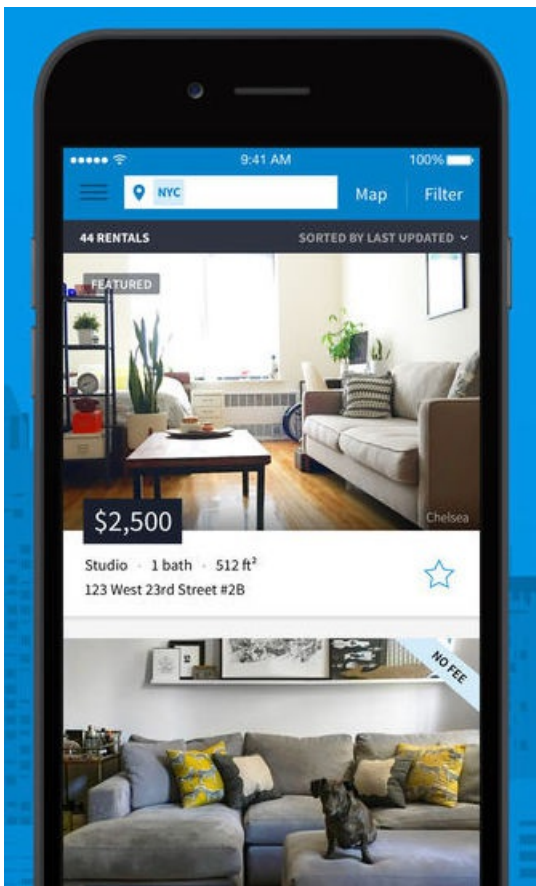 9:41 AM 100%
NYC Map Filter
44 RENTALS SORTED BY LAST UPDATED
FEATURED
Chelsea
$2,500
Studio · 1 bath · 512 ft²
123 West 23rd Street #2B
NO FEE